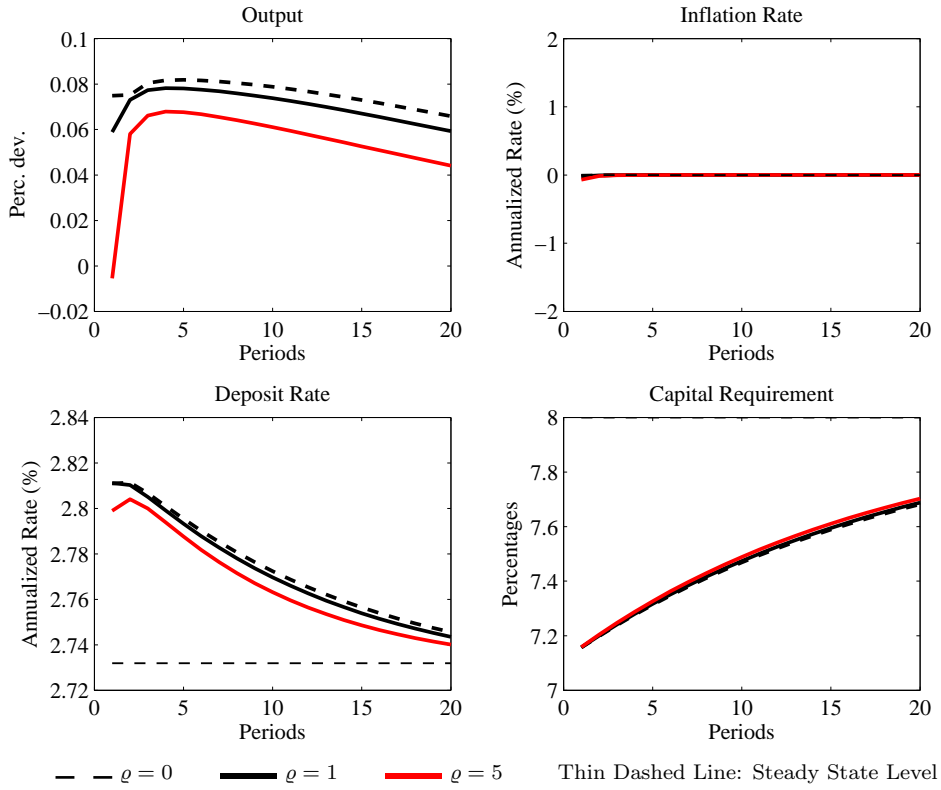 Output
Perc. dev.
0.1
0.08
0.06
0.04
0.02
0
−0.02
0
5
10
15
20
Periods
Inflation Rate
Annualized Rate (%)
2
1
0
−1
−2
0
5
10
15
20
Periods
Deposit Rate
Annualized Rate (%)
2.84
2.82
2.8
2.78
2.76
2.74
2.72
0
5
10
15
20
Periods
Capital Requirement
Percentages
8
7.8
7.6
7.4
7.2
7
0
5
10
15
20
Periods
ϱ = 0
ϱ = 1
ϱ = 5
Thin Dashed Line: Steady State Level